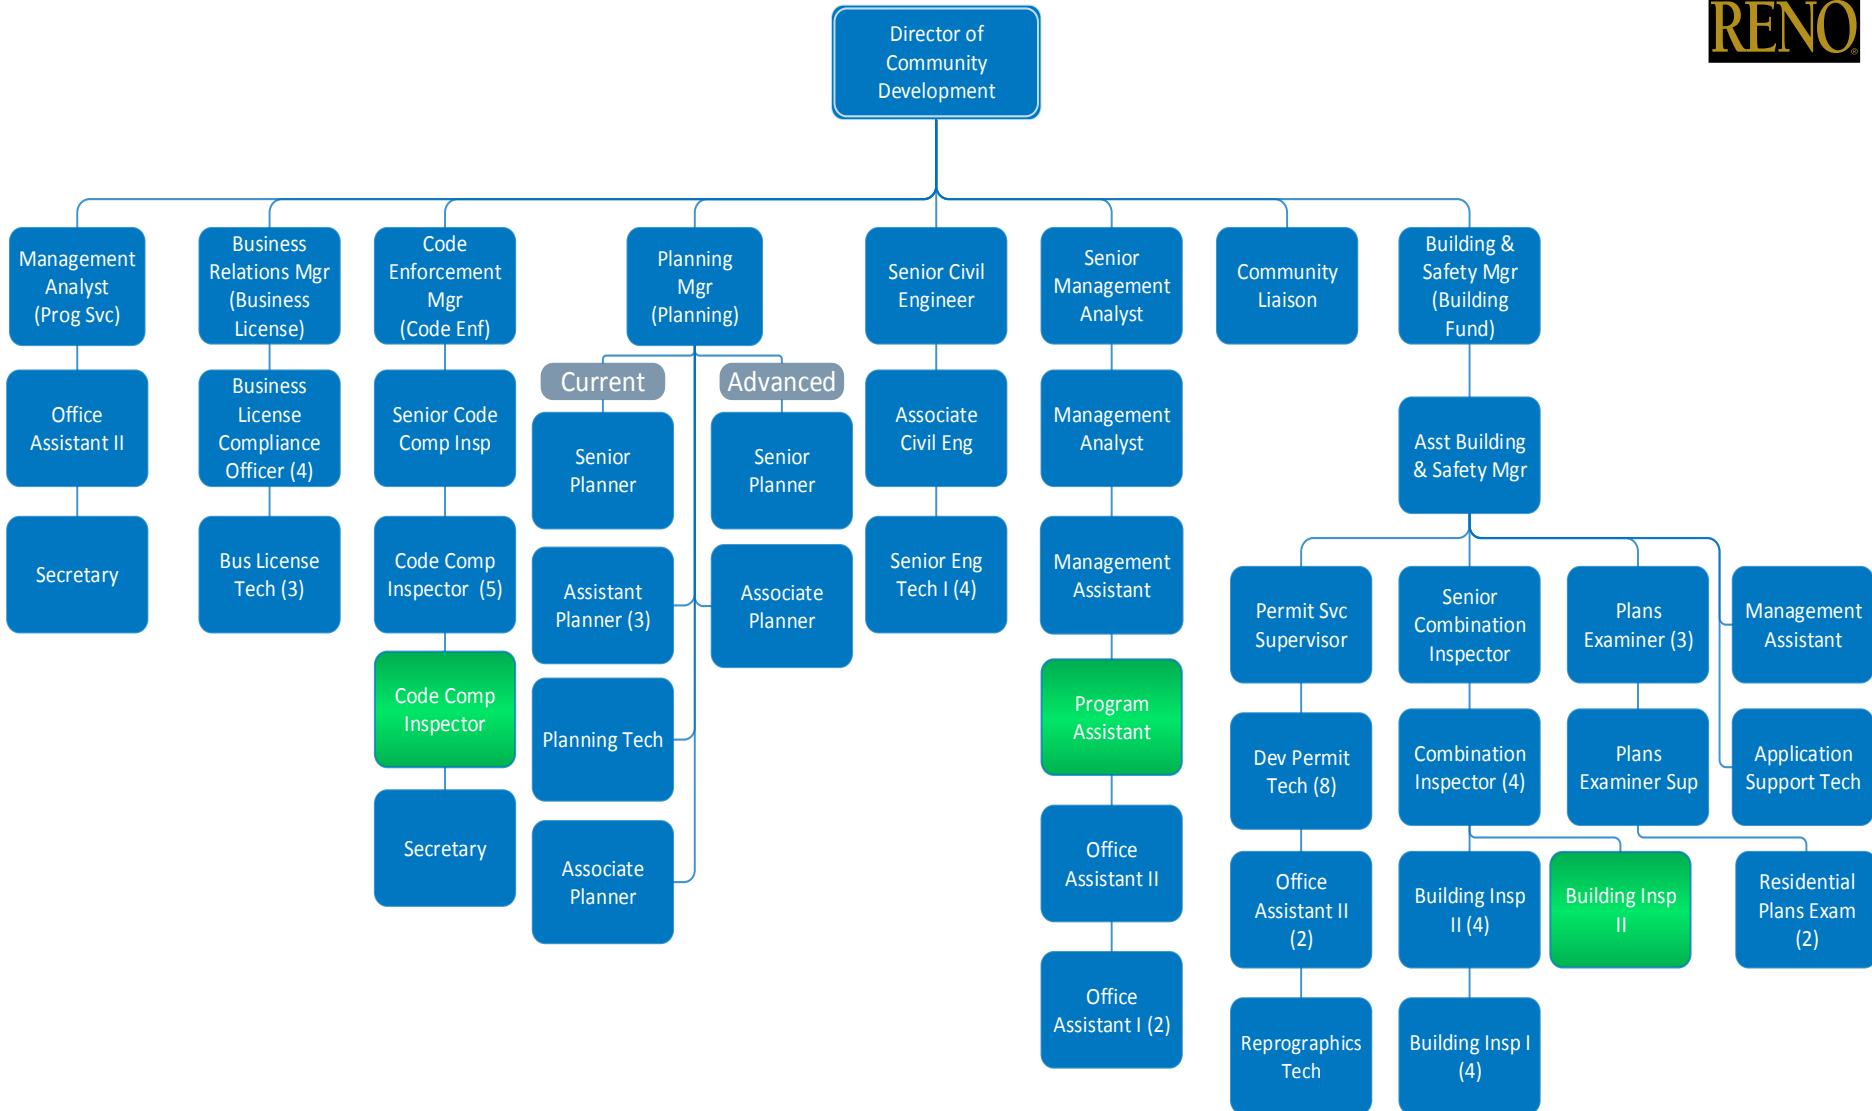 RENO
Director of
Community
Development
Management
Analyst
(Prog Svc)
Business
Relations Mgr
(Business
License)
Code
Enforcement
Mgr
(Code Enf)
Planning
Mgr
(Planning)
Senior Civil
Engineer
Senior
Management
Analyst
Community
Liaison
Building &
Safety Mgr
(Building
Fund)
Office
Assistant II
Business
License
Compliance
Officer (4)
Senior Code
Comp Insp
Current
Advanced
Senior
Planner
Senior
Planner
Associate
Civil Eng
Management
Analyst
Asst Building
& Safety Mgr
Secretary
Bus License
Tech (3)
Code Comp
Inspector (5)
Assistant
Planner (3)
Associate
Planner
Senior Eng
Tech I (4)
Management
Assistant
Permit Svc
Supervisor
Senior
Combination
Inspector
Plans
Examiner (3)
Management
Assistant
Code Comp
Inspector
Planning Tech
Program
Assistant
Dev Permit
Tech (8)
Combination
Inspector (4)
Plans
Examiner Sup
Application
Support Tech
Secretary
Associate
Planner
Office
Assistant II
Office
Assistant II
(2)
Building Insp
II (4)
Building Insp
II
Residential
Plans Exam
(2)
Office
Assistant I (2)
Reprographics
Tech
Building Insp I
(4)